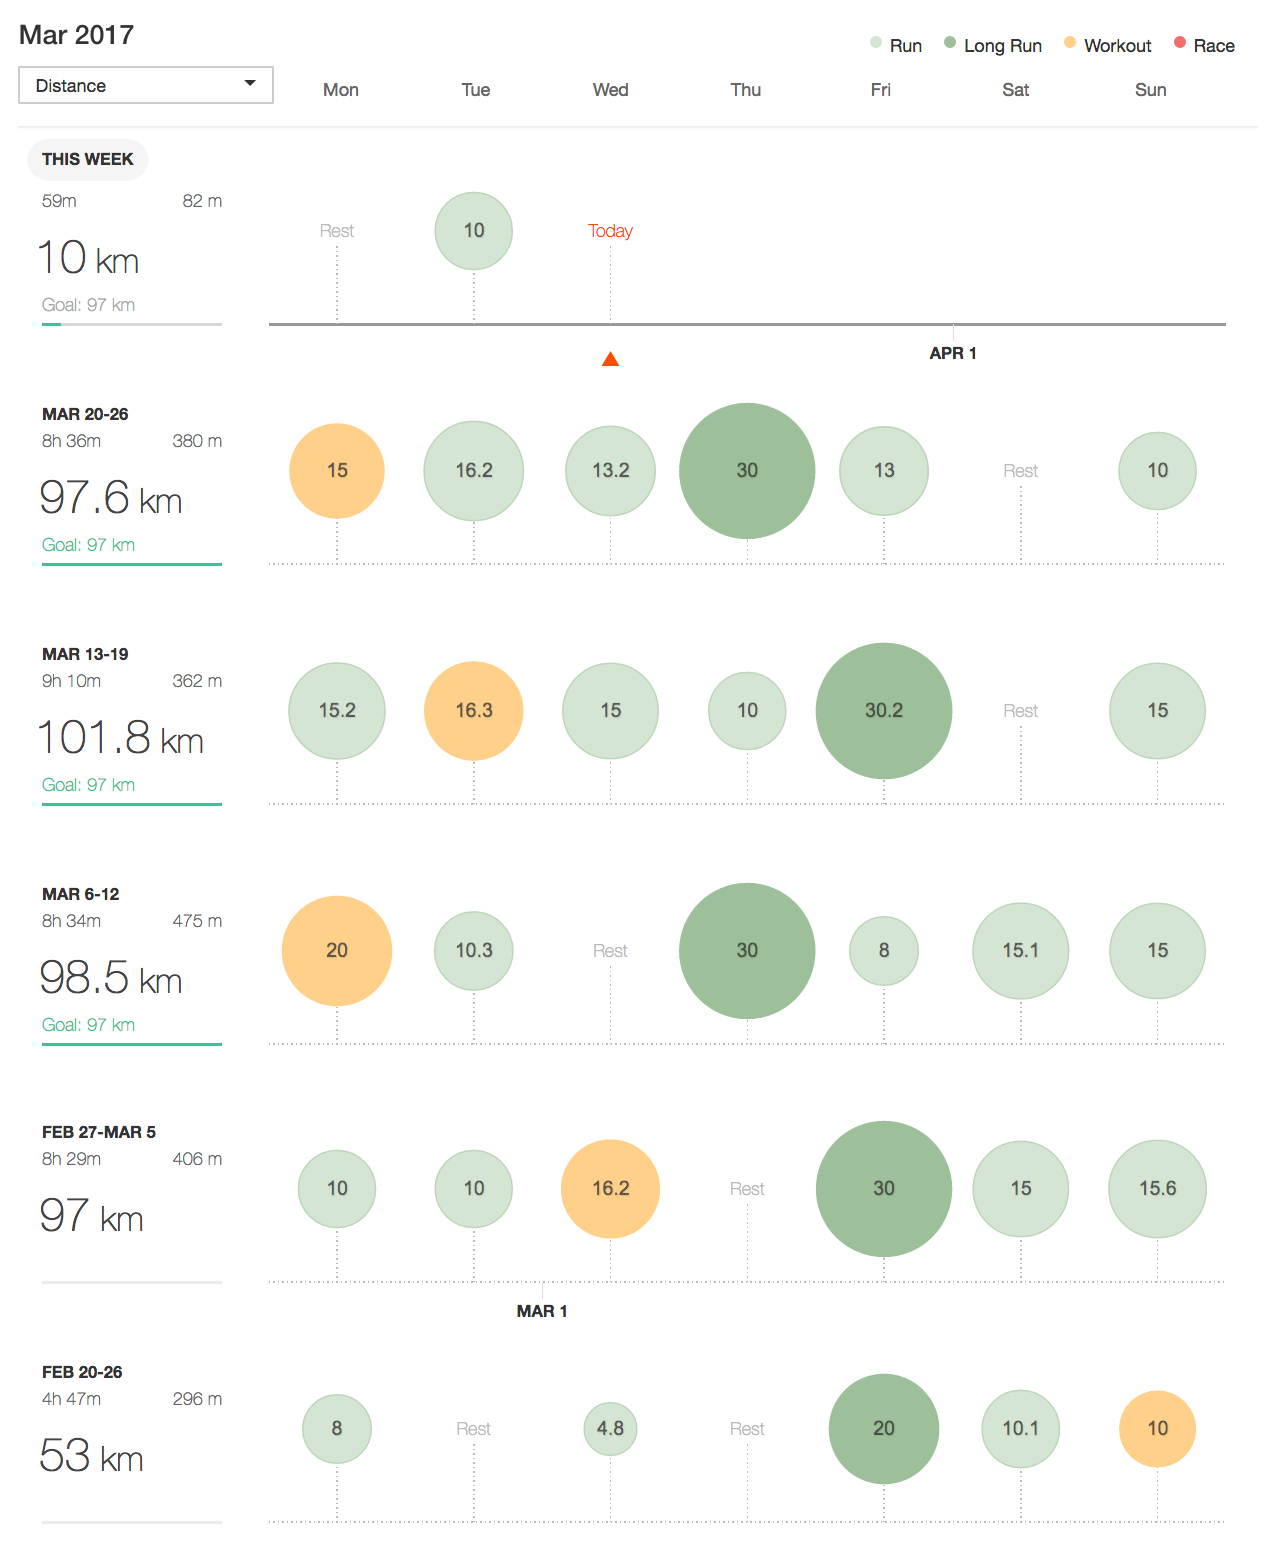 Mar 2017
Run Long Run Workout Race
Distance
Mon Tue Wed Thu Fri Sat Sun
THIS WEEK
59m 82 m
10 km
Goal: 97 km
Rest 10 Today
APR 1
MAR 20-26
8h 36m 380 m
97.6 km
Goal: 97 km
15 16.2 13.2 30 13 Rest 10
MAR 13-19
9h 10m 362 m
101.8 km
Goal: 97 km
15.2 16.3 15 10 30.2 Rest 15
MAR 6-12
8h 34m 475 m
98.5 km
Goal: 97 km
20 10.3 Rest 30 8 15.1 15
FEB 27-MAR 5
8h 29m 406 m
97 km
10 10 16.2 Rest 30 15 15.6
MAR 1
FEB 20-26
4h 47m 296 m
53 km
8 Rest 4.8 Rest 20 10.1 10